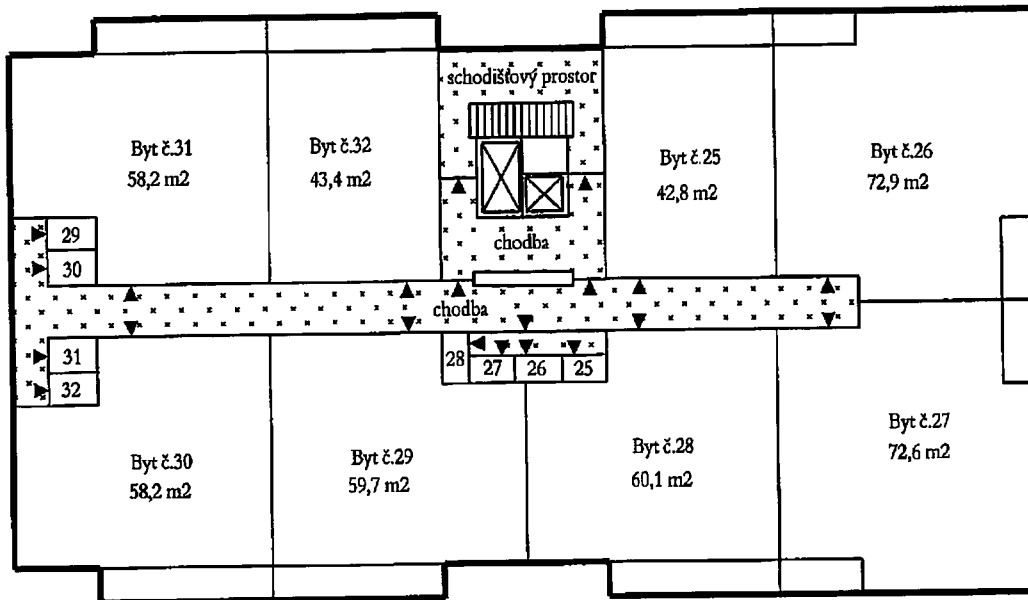 schodišťový prostor
Byt č.31
58,2 m2
Byt č.32
43,4 m2
Byt č.25
42,8 m2
Byt č.26
72,9 m2
29
30
chodba
chodba
31
32
28
27
26
25
Byt č.30
58,2 m2
Byt č.29
59,7 m2
Byt č.28
60,1 m2
Byt č.27
72,6 m2